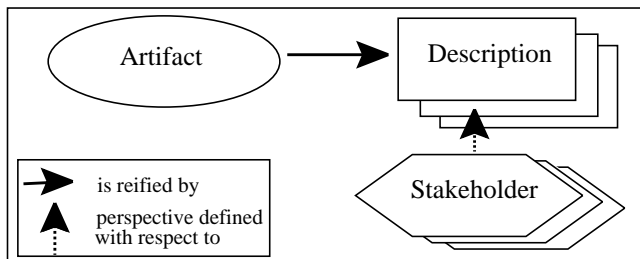 Artifact
Description
Stakeholder
is reified by
perspective defined
with respect to